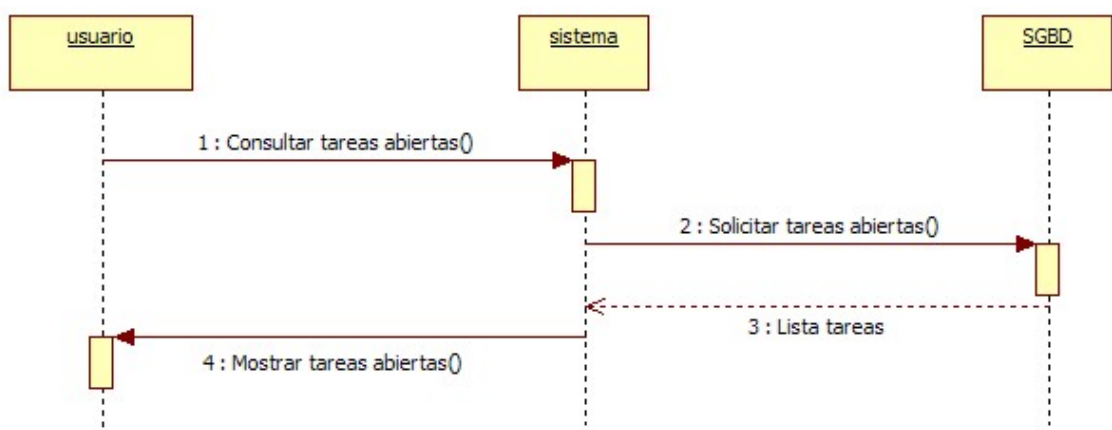 usuario
sistema
SGBD
1 : Consultar tareas abiertas()
2 : Solicitar tareas abiertas()
3 : Lista tareas
4 : Mostrar tareas abiertas()